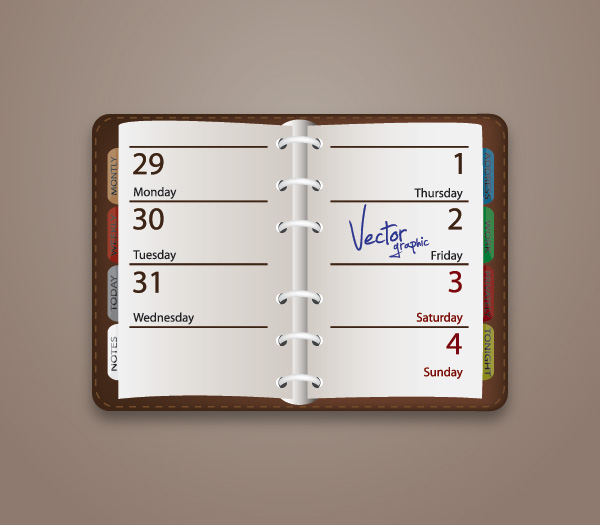 29
Monday
30
Tuesday
31
Wednesday
1
Thursday
2
Vector
graphic
Friday
3
Saturday
4
Sunday
MONTLY
TODAY
NOTES
TONIGHT